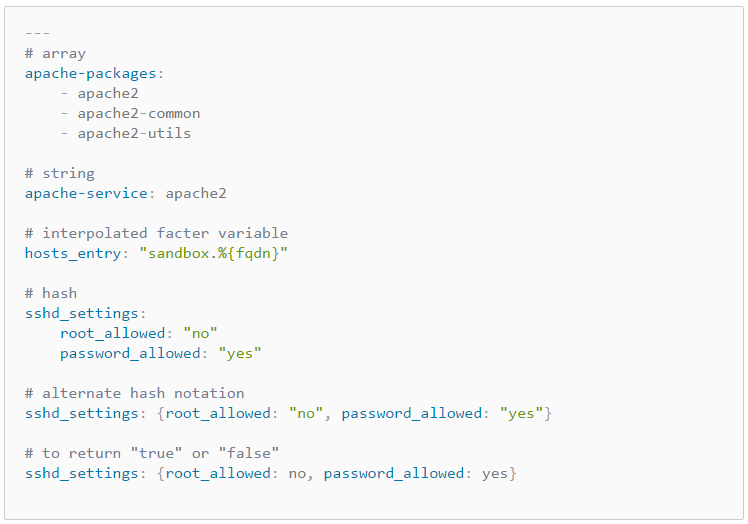 ---
# array
apache-packages:
    - apache2
    - apache2-common
    - apache2-utils

# string
apache-service: apache2

# interpolated facter variable
hosts_entry: "sandbox.%{fqdn}"

# hash
sshd_settings:
    root_allowed: "no"
    password_allowed: "yes"

# alternate hash notation
sshd_settings: {root_allowed: "no", password_allowed: "yes"}

# to return "true" or "false"
sshd_settings: {root_allowed: no, password_allowed: yes}